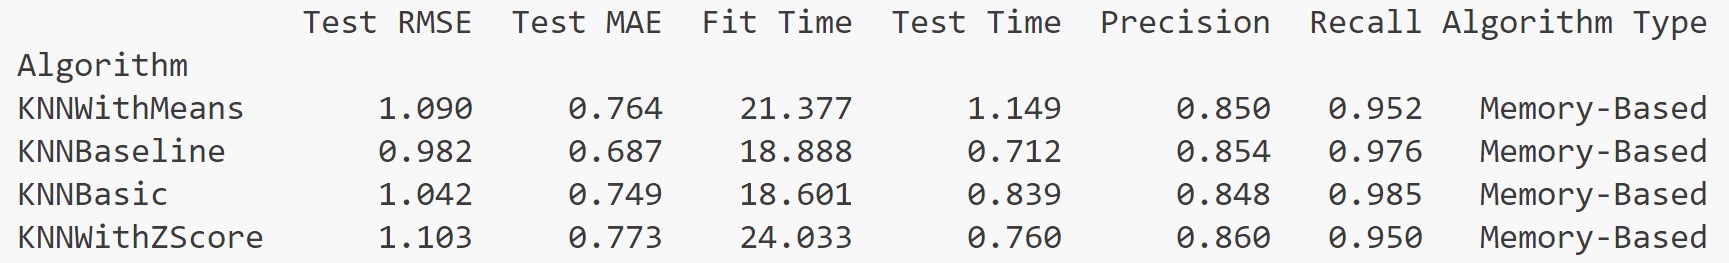 Test RMSE Test MAE Fit Time Test Time Precision Recall Algorithm Type
Algorithm
KNNWithMeans 1.090 0.764 21.377 1.149 0.850 0.952 Memory-Based
KNNBaseline 0.982 0.687 18.888 0.712 0.854 0.976 Memory-Based
KNNBasic 1.042 0.749 18.601 0.839 0.848 0.985 Memory-Based
KNNWithZScore 1.103 0.773 24.033 0.760 0.860 0.950 Memory-Based